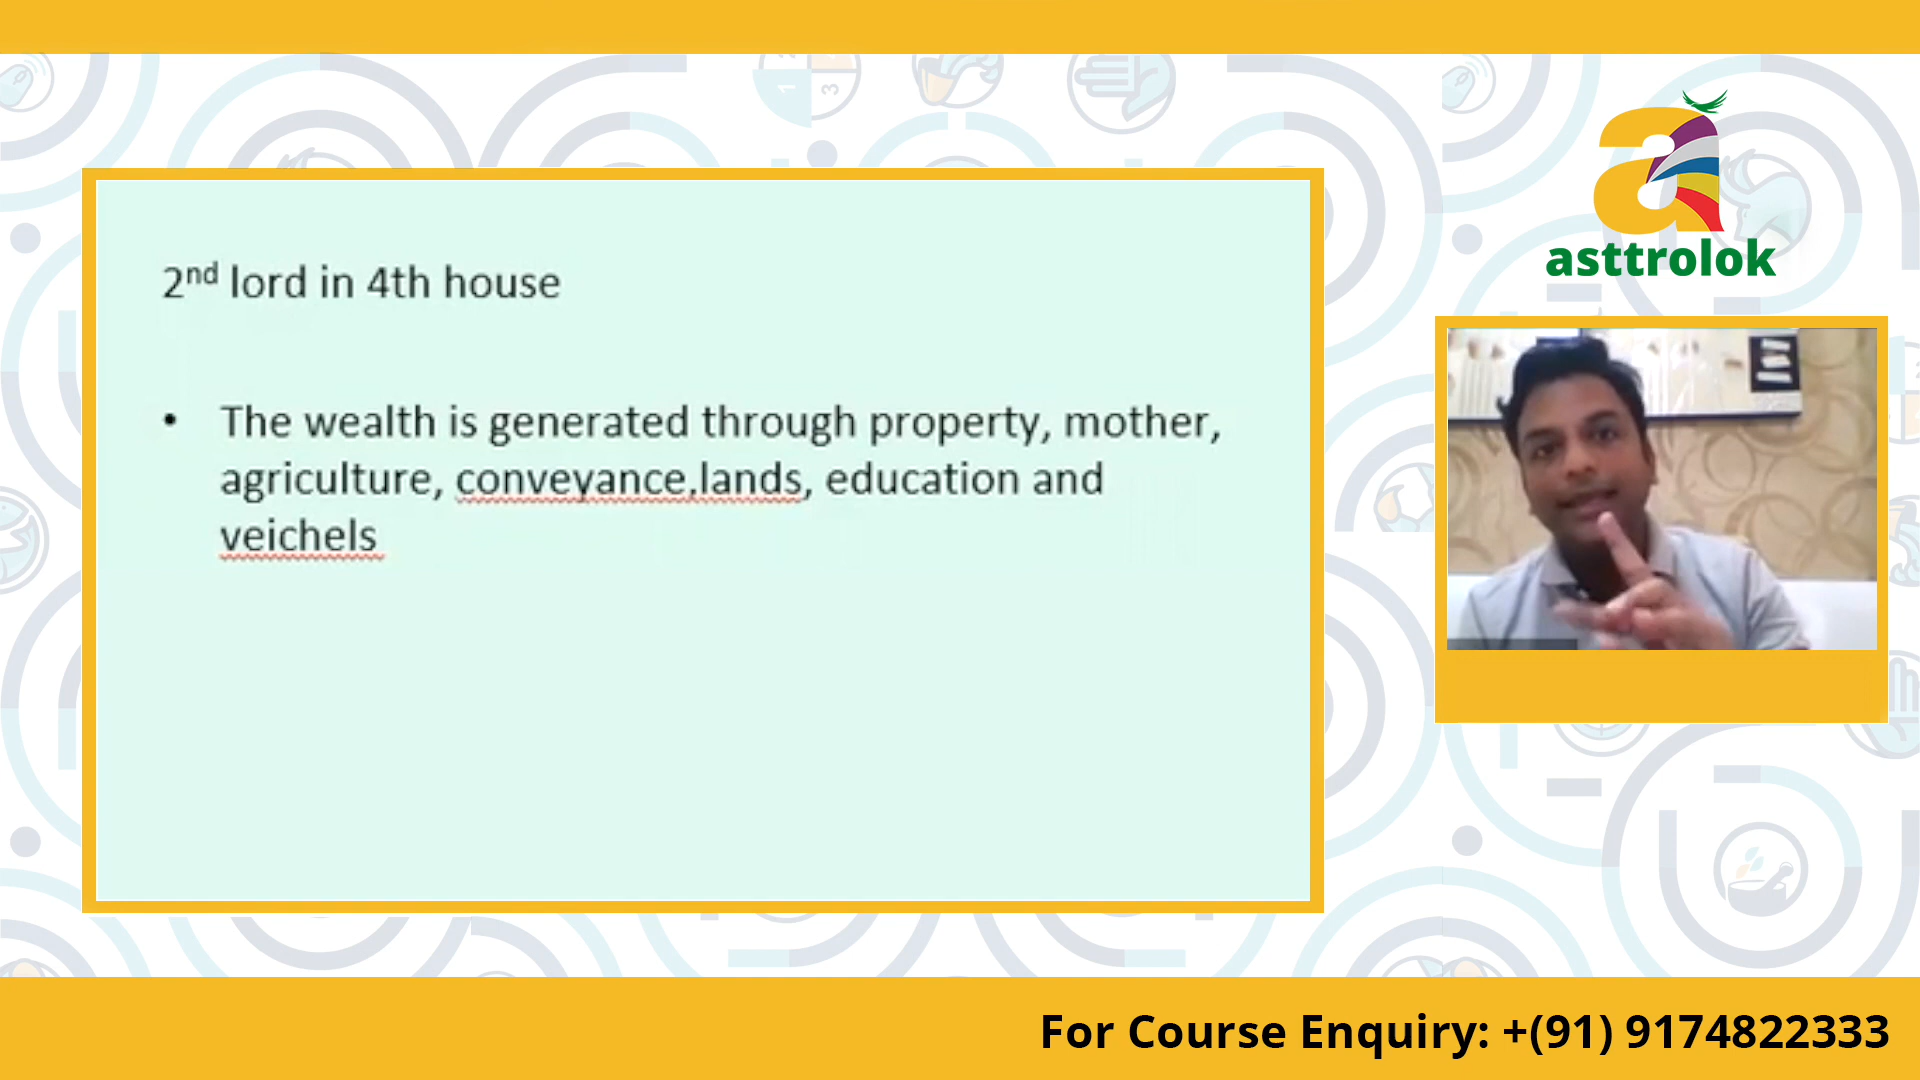 2nd lord in 4th house
• The wealth is generated through property, mother,
agriculture, conveyance,lands, education and
veichels
asttrolok
For Course Enquiry: +(91) 9174822333